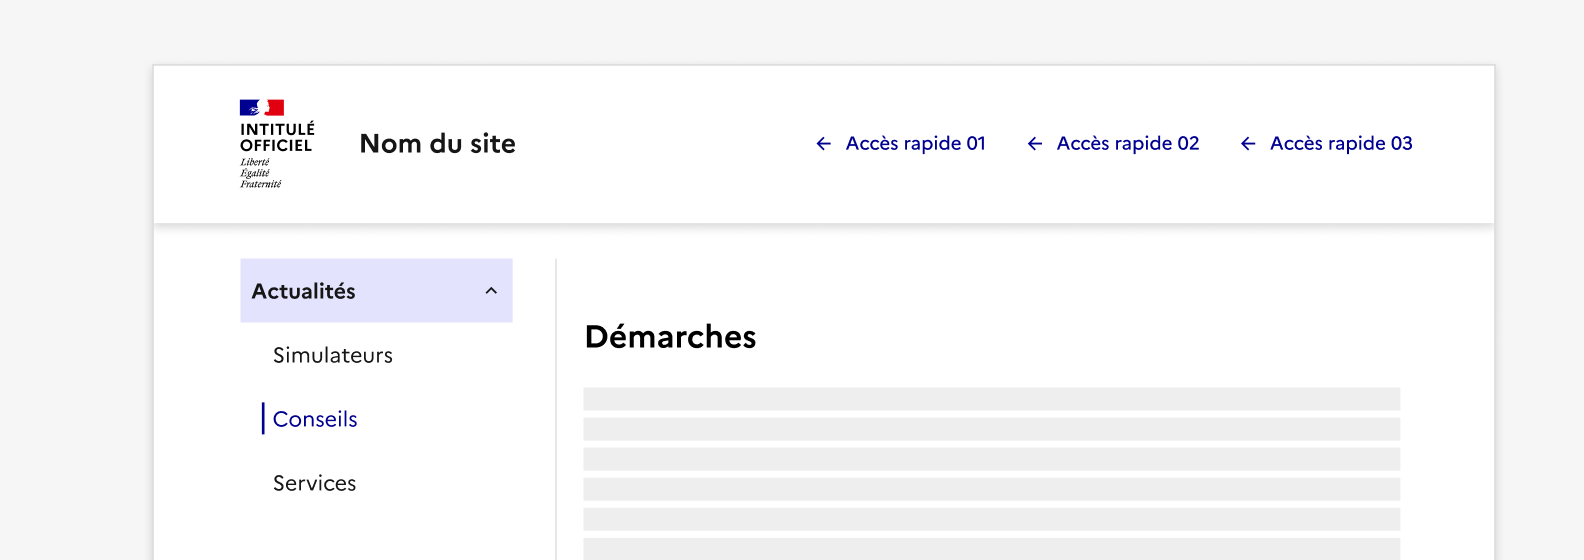 INTITULÉ
OFFICIEL
Liberté
Égalité
Fraternité
Nom du site
Accès rapide 01
Accès rapide 02
Accès rapide 03
Actualités
Simulateurs
Conseils
Services
Démarches